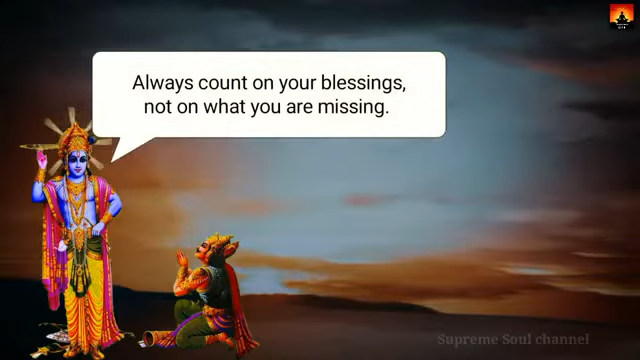 Always count on your blessings,
not on what you are missing.
Supreme Soul channel